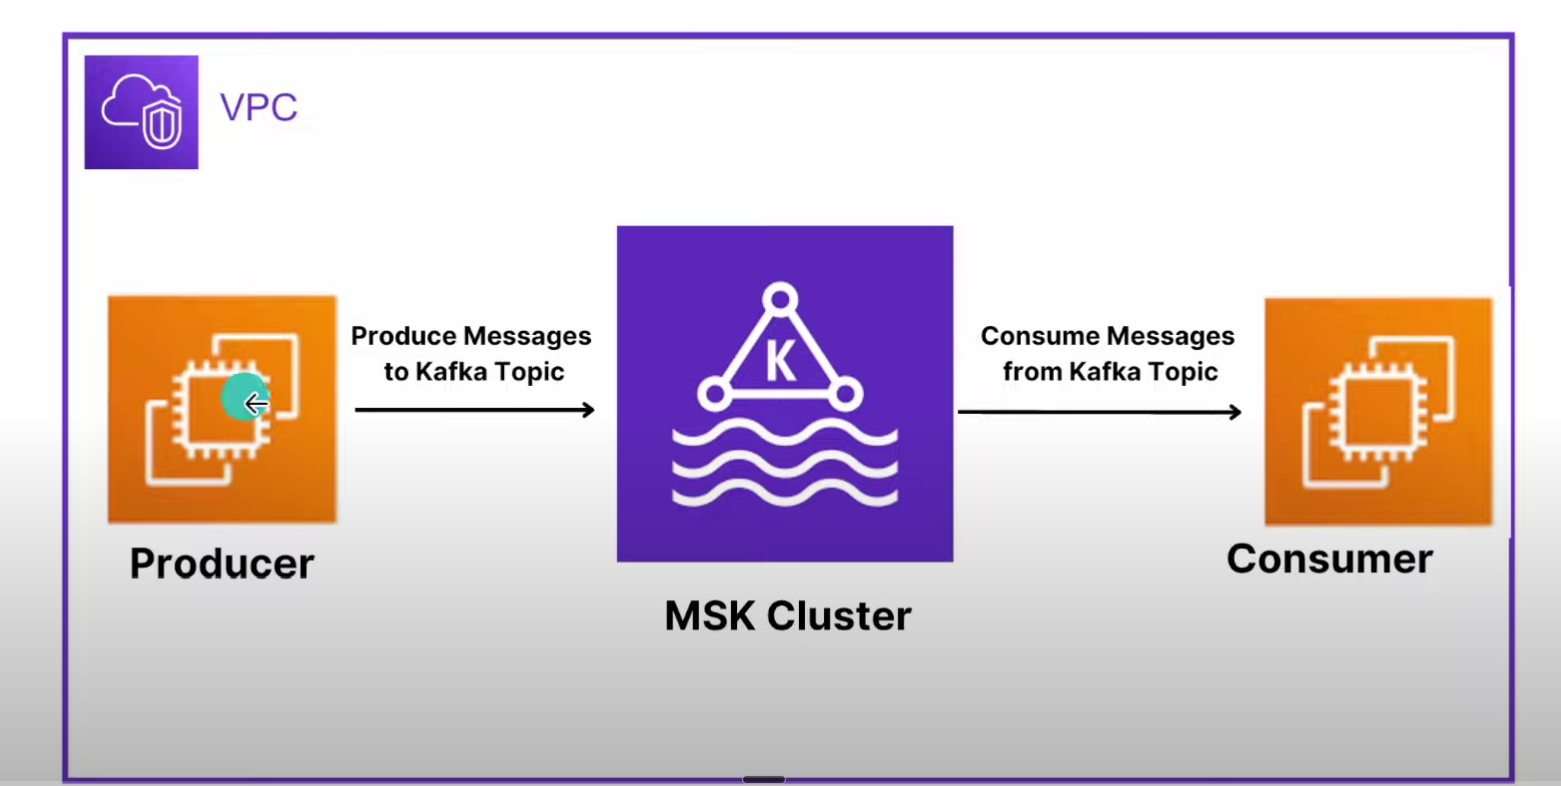 VPC
Produce Messages
to Kafka Topic
Consume Messages
from Kafka Topic
K
Producer
Consumer
MSK Cluster